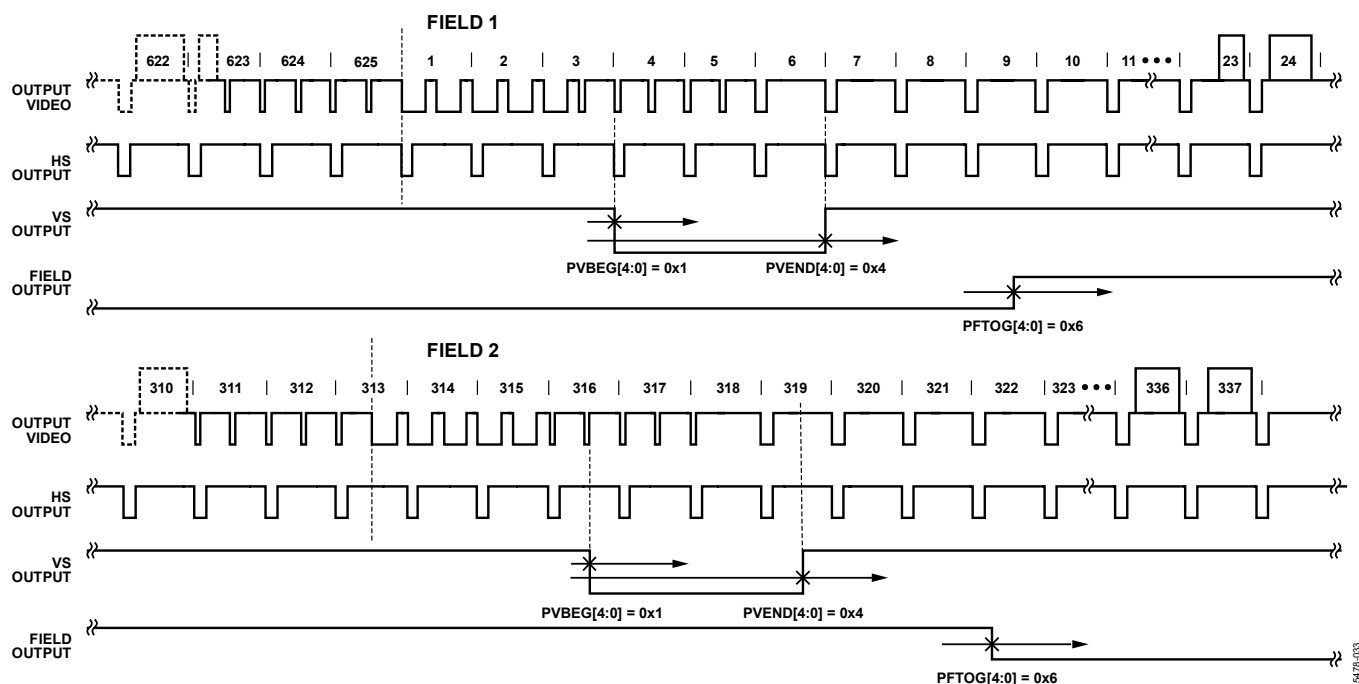 FIELD 1
622 623 624 625 1 2 3 4 5 6 7 8 9 10 11 ••• 23 24
OUTPUT
VIDEO
HS
OUTPUT
VS
OUTPUT
PVBEG[4:0] = 0x1 PVEND[4:0] = 0x4
FIELD
OUTPUT
PFTOG[4:0] = 0x6
FIELD 2
310 311 312 313 314 315 316 317 318 319 320 321 322 323 ••• 336 337
OUTPUT
VIDEO
HS
OUTPUT
VS
OUTPUT
PVBEG[4:0] = 0x1 PVEND[4:0] = 0x4
FIELD
OUTPUT
PFTOG[4:0] = 0x6
5478-033